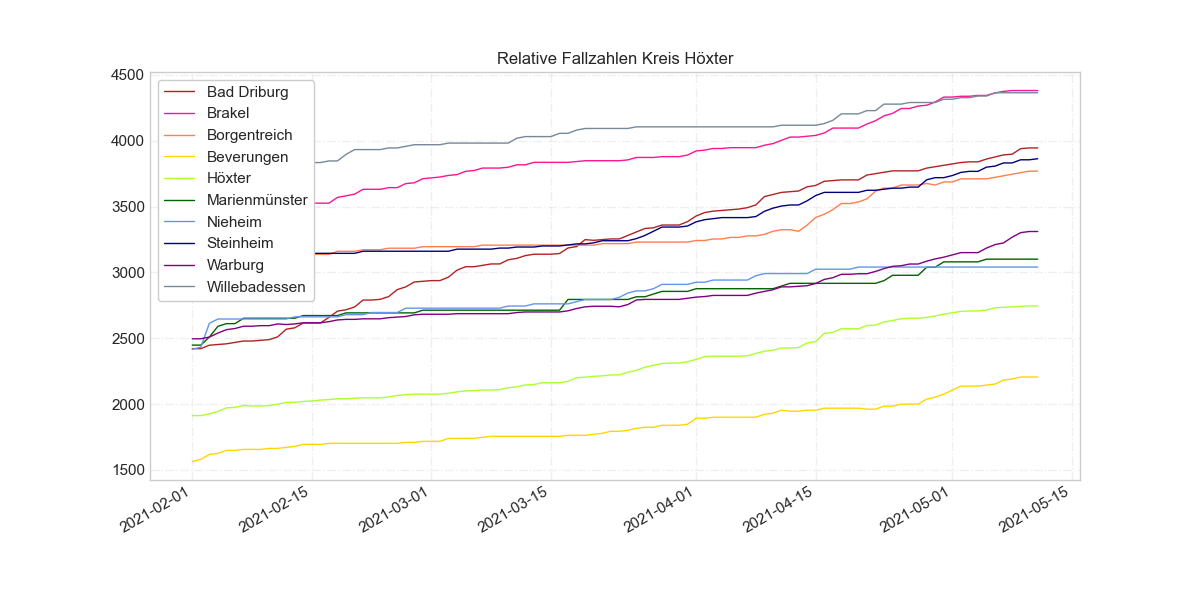 Relative Fallzahlen Kreis Höxter
4500
4000
3500
3000
2500
2000
1500
Bad Driburg
Brakel
Borgentreich
Beverungen
Höxter
Marienmünster
Nieheim
Steinheim
Warburg
Willebadessen
2021-02-01
2021-02-15
2021-03-01
2021-03-15
2021-04-01
2021-04-15
2021-05-01
2021-05-15